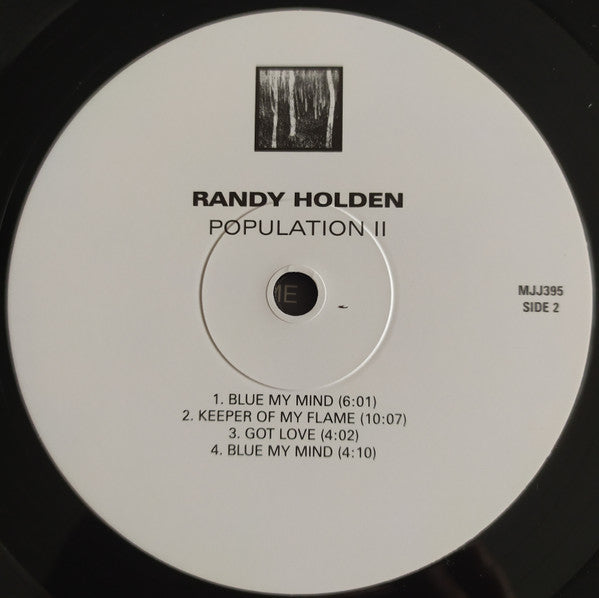 RANDY HOLDEN
POPULATION II
MJJ395
SIDE 2
1. BLUE MY MIND (6:01)
2. KEEPER OF MY FLAME (10:07)
3. GOT LOVE (4:02)
4. BLUE MY MIND (4:10)